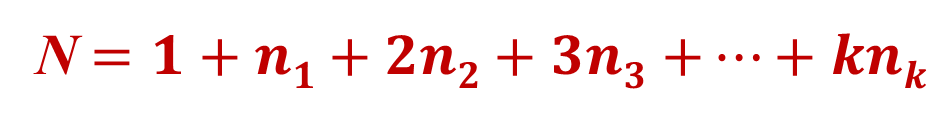 N = 1 + n₁ + 2n₂ + 3n₃ + ⋯ + knₖ